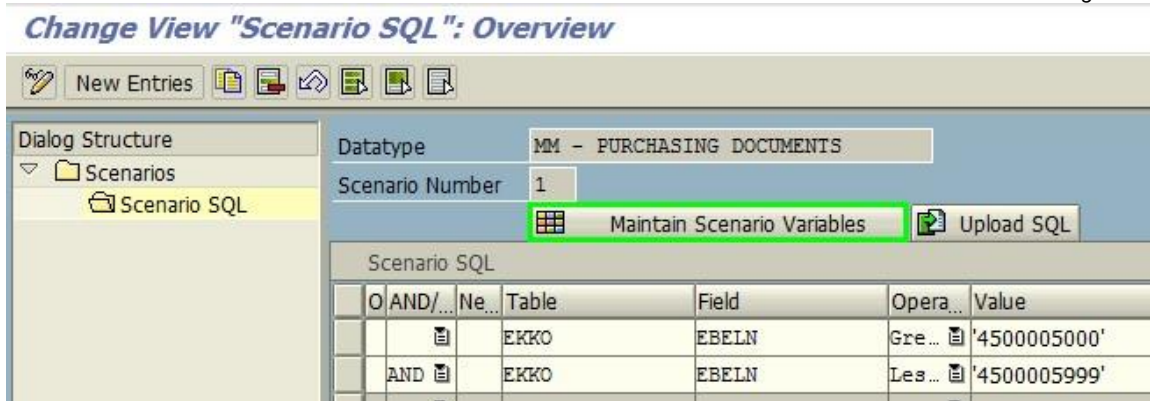 Change View "Scenario SQL": Overview
New Entries
Dialog Structure
Scenarios
Scenario SQL
Datatype MM - PURCHASING DOCUMENTS
Scenario Number 1
Maintain Scenario Variables Upload SQL
Scenario SQL
O AND/... Ne... Table Field Opera... Value
EKKO EBELN Gre... '4500005000'
AND EKKO EBELN Les... '4500005999'